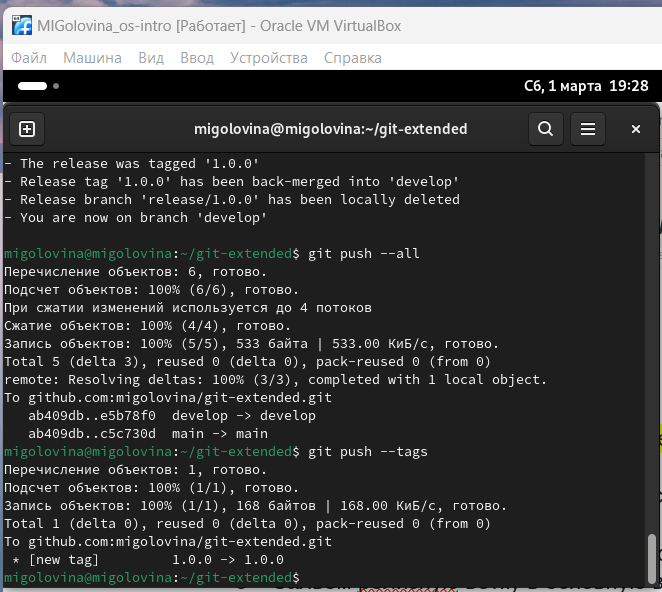 MIGolovina_os-intro [Работает] - Oracle VM VirtualBox
Файл Машина Вид Ввод Устройства Справка
Сб, 1 марта 19:28
migolovina@migolovina:~/git-extended
- The release was tagged '1.0.0'
- Release tag '1.0.0' has been back-merged into 'develop'
- Release branch 'release/1.0.0' has been locally deleted
- You are now on branch 'develop'
migolovina@migolovina:~/git-extended$ git push --all
Перечисление объектов: 6, готово.
Подсчет объектов: 100% (6/6), готово.
При сжатии изменений используется до 4 потоков
Сжатие объектов: 100% (4/4), готово.
Запись объектов: 100% (5/5), 533 байта | 533.00 КиБ/с, готово.
Total 5 (delta 3), reused 0 (delta 0), pack-reused 0 (from 0)
remote: Resolving deltas: 100% (3/3), completed with 1 local object.
To github.com:migolovina/git-extended.git
ab409db..e5b78f0 develop -> develop
ab409db..c5c730d main -> main
migolovina@migolovina:~/git-extended$ git push --tags
Перечисление объектов: 1, готово.
Подсчет объектов: 100% (1/1), готово.
Запись объектов: 100% (1/1), 168 байтов | 168.00 КиБ/с, готово.
Total 1 (delta 0), reused 0 (delta 0), pack-reused 0 (from 0)
To github.com:migolovina/git-extended.git
* [new tag] 1.0.0 -> 1.0.0
migolovina@migolovina:~/git-extended$